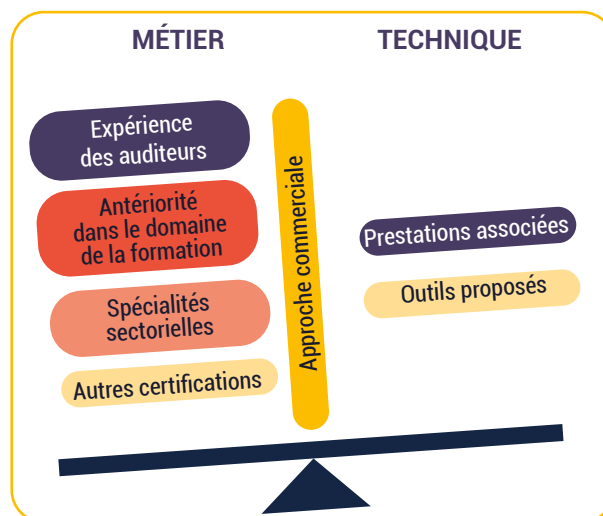 MÉTIER
TECHNIQUE
Expérience
des auditeurs
Antériorité
dans le domaine
de la formation
Spécialités
sectorielles
Autres certifications
Approche commerciale
Prestations associées
Outils proposés